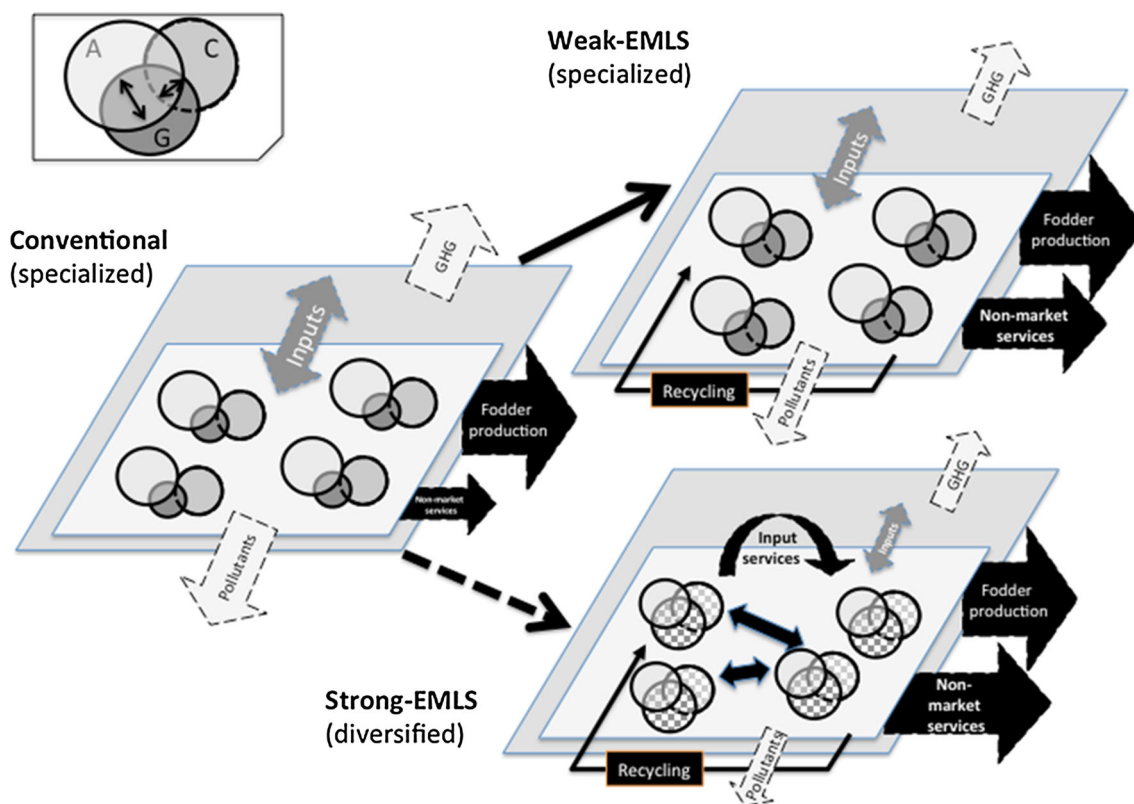 A
C
G
Weak-EMLS
(specialized)
GHG
Inputs
Fodder
production
Non-market
services
Recycling
Pollutants
Conventional
(specialized)
GHG
Inputs
Fodder
production
Non-market
services
Pollutants
Strong-EMLS
(diversified)
GHG
Input
services
Inputs
Fodder
production
Non-
market
services
Recycling
Pollutants